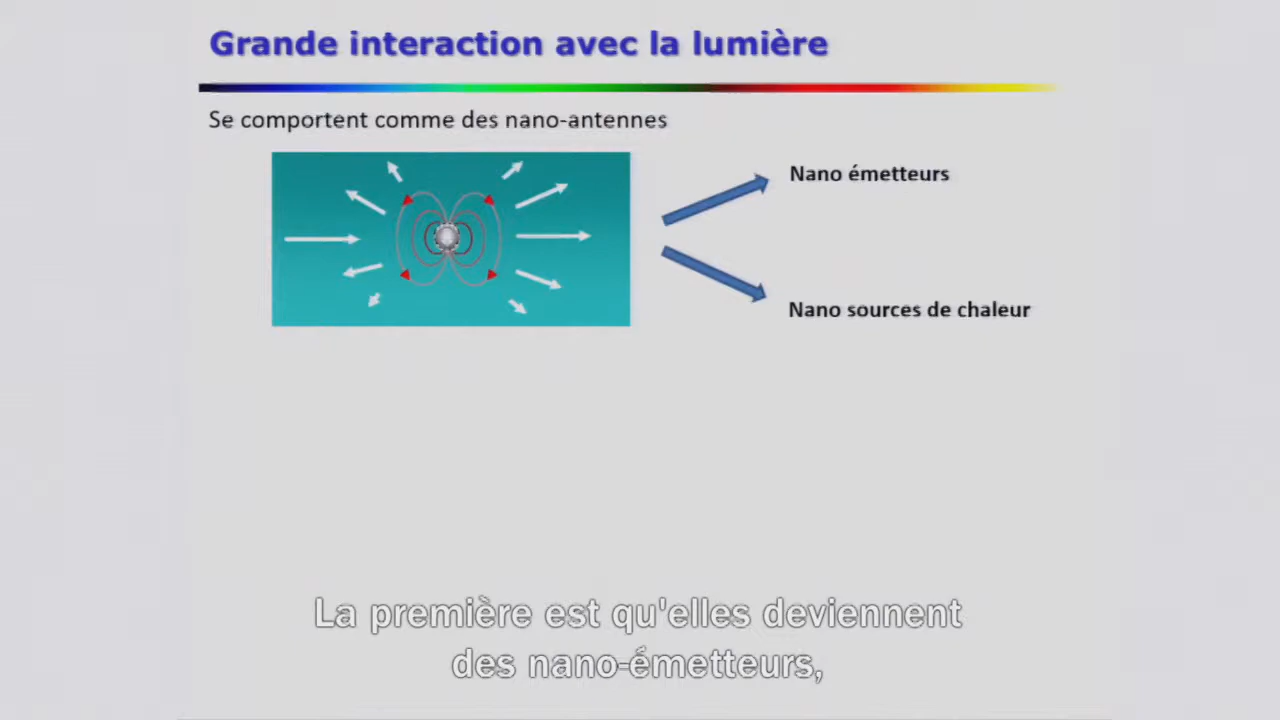 Grande interaction avec la lumière
Se comportent comme des nano-antennes
Nano émetteurs
Nano sources de chaleur
La première est qu'elles deviennent
des nano-émetteurs,